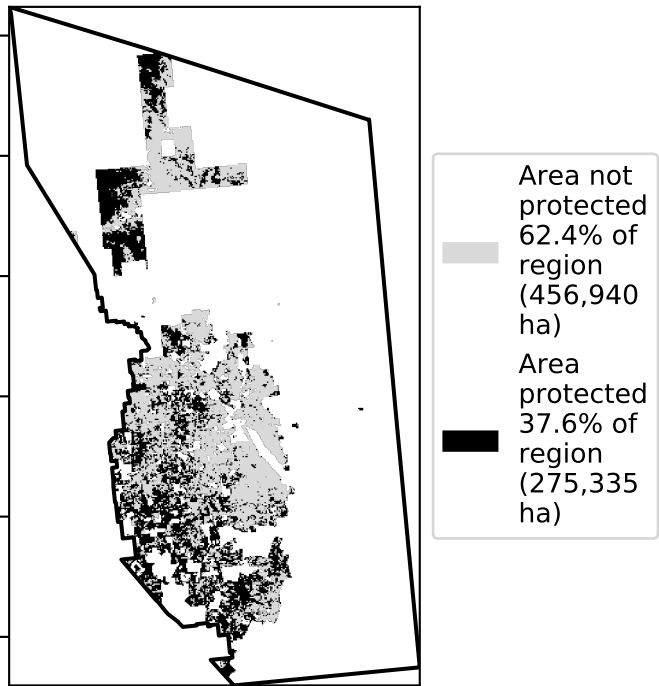 Area not
protected
62.4% of
region
(456,940
ha)
Area
protected
37.6% of
region
(275,335
ha)